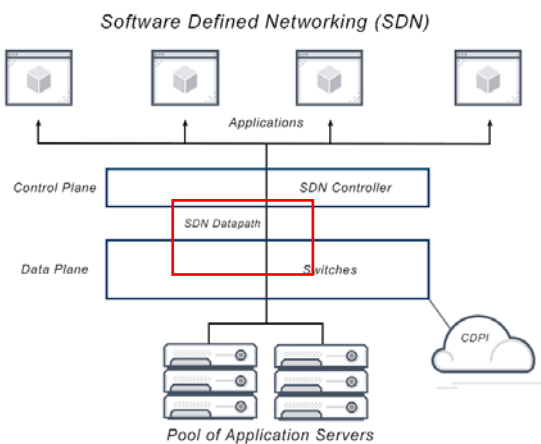 Software Defined Networking (SDN)
Applications
Control Plane
SDN Controller
SDN Datapath
Data Plane
Switches
CDPI
Pool of Application Servers